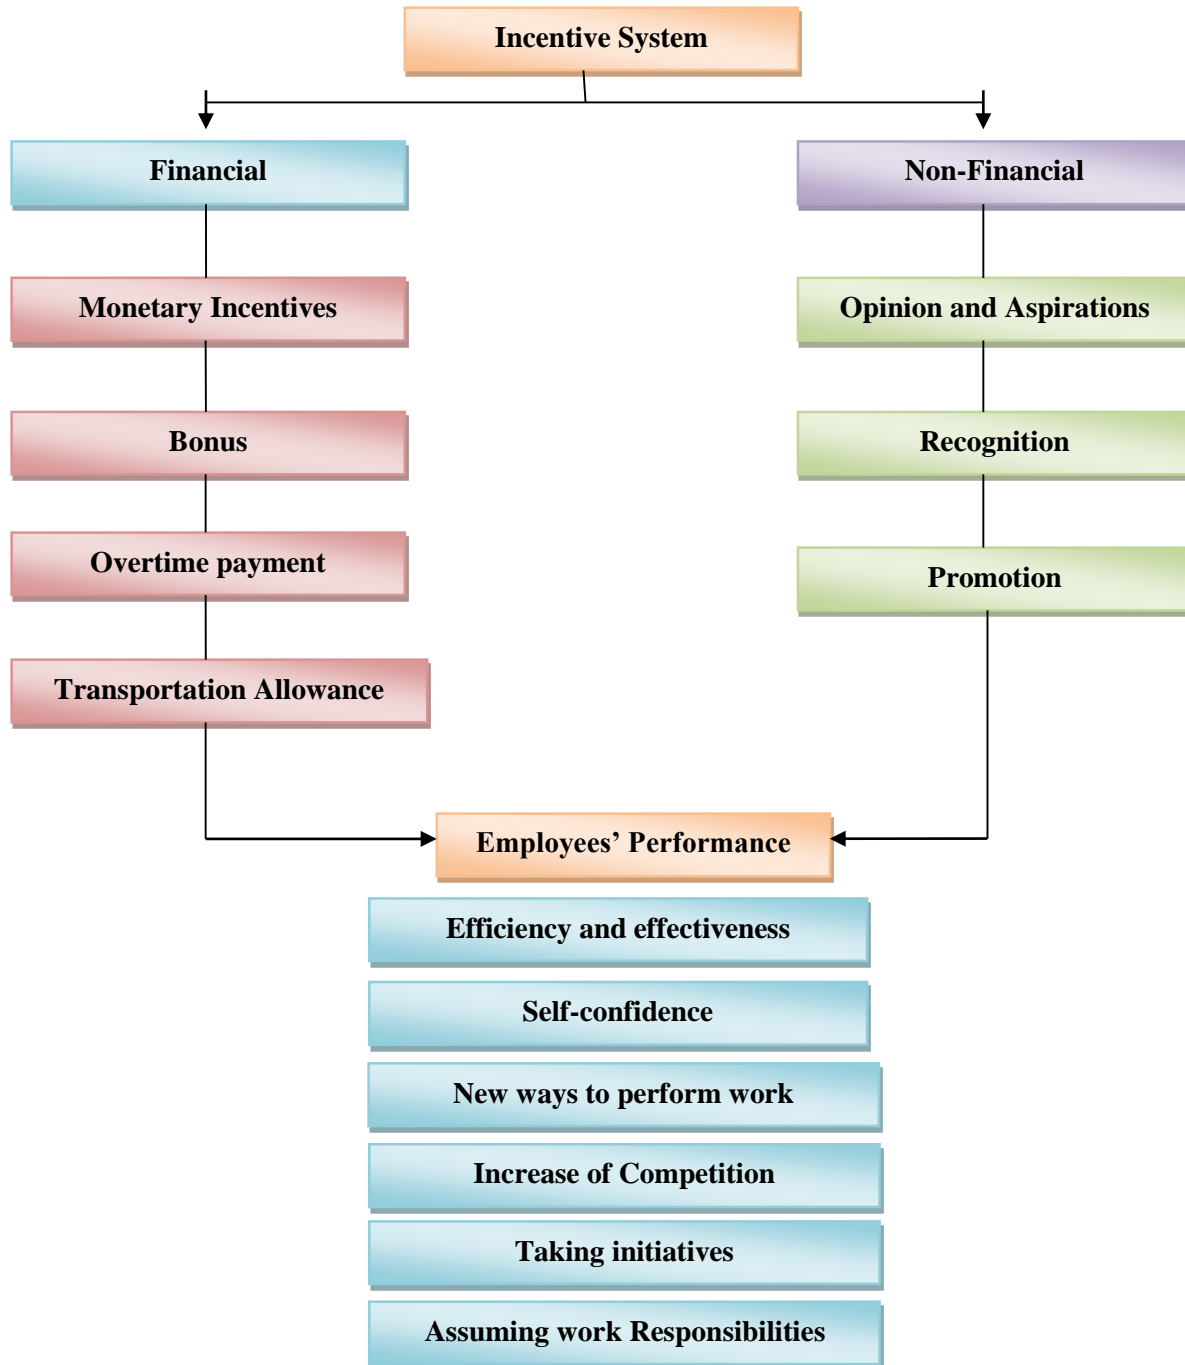 Incentive System
Financial
Non-Financial
Monetary Incentives
Opinion and Aspirations
Bonus
Recognition
Overtime payment
Promotion
Transportation Allowance
Employees’ Performance
Efficiency and effectiveness
Self-confidence
New ways to perform work
Increase of Competition
Taking initiatives
Assuming work Responsibilities